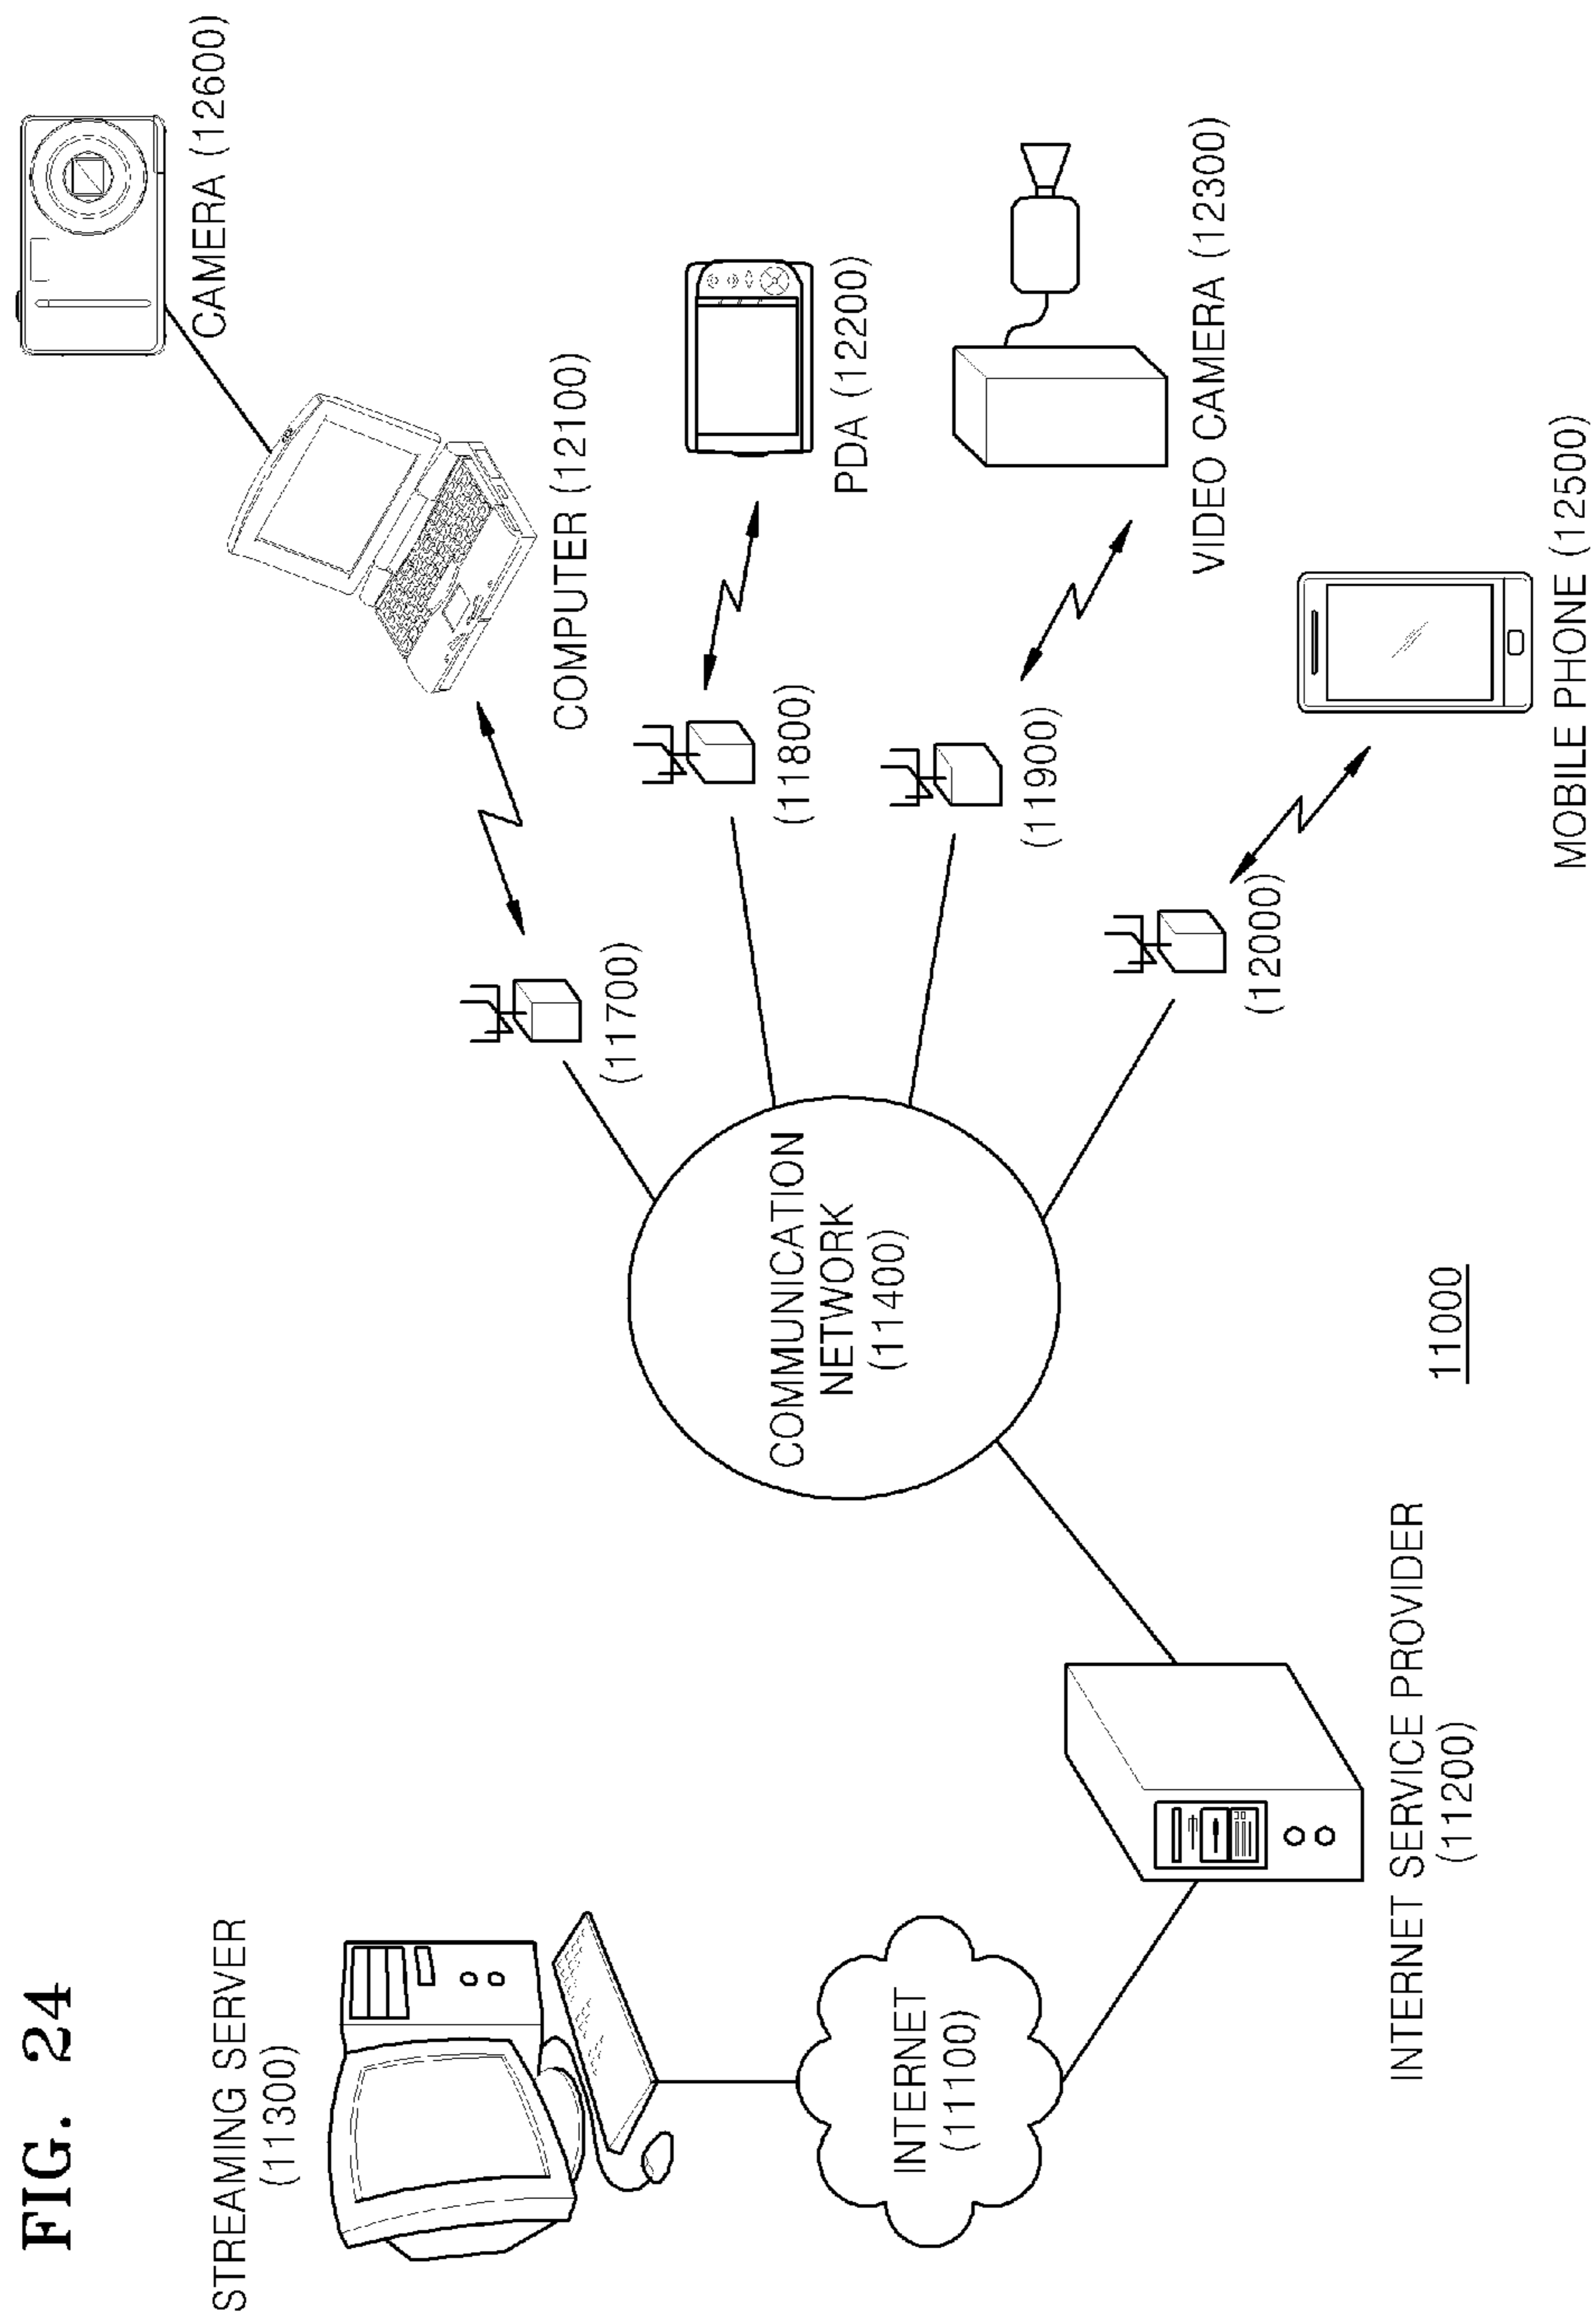 FIG. 24
STREAMING SERVER
(11300)
INTERNET
(11100)
INTERNET SERVICE PROVIDER
(11200)
11000
COMMUNICATION
NETWORK
(11400)
(11700)
(11800)
(11900)
(12000)
CAMERA (12600)
COMPUTER (12100)
PDA (12200)
VIDEO CAMERA (12300)
MOBILE PHONE (12500)